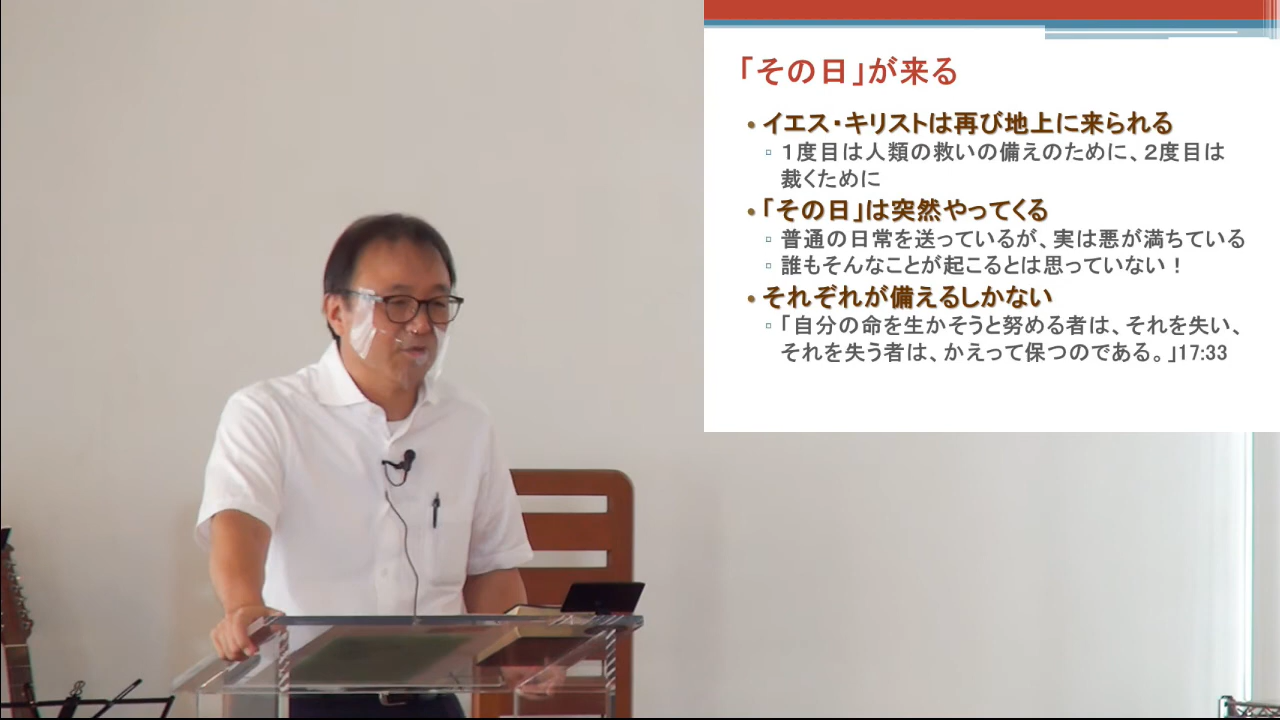 「その日」が来る
• イエス・キリストは再び地上に来られる
▫ １度目は人類の救いの備えのために、２度目は
裁くために
• 「その日」は突然やってくる
▫ 普通の日常を送っているが、実は悪が満ちている
▫ 誰もそんなことが起こるとは思っていない！
• それぞれが備えるしかない
▫ 「自分の命を生かそうと努める者は、それを失い、
それを失う者は、かえって保つのである。」17:33